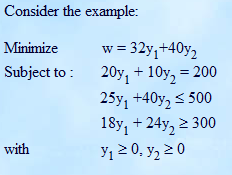 Consider the example:
Minimize w = 32y₁+40y₂
Subject to : 20y₁ + 10y₂ = 200
25y₁ +40y₂ ≤ 500
18y₁ + 24y₂ ≥ 300
with y₁ ≥ 0, y₂ ≥ 0